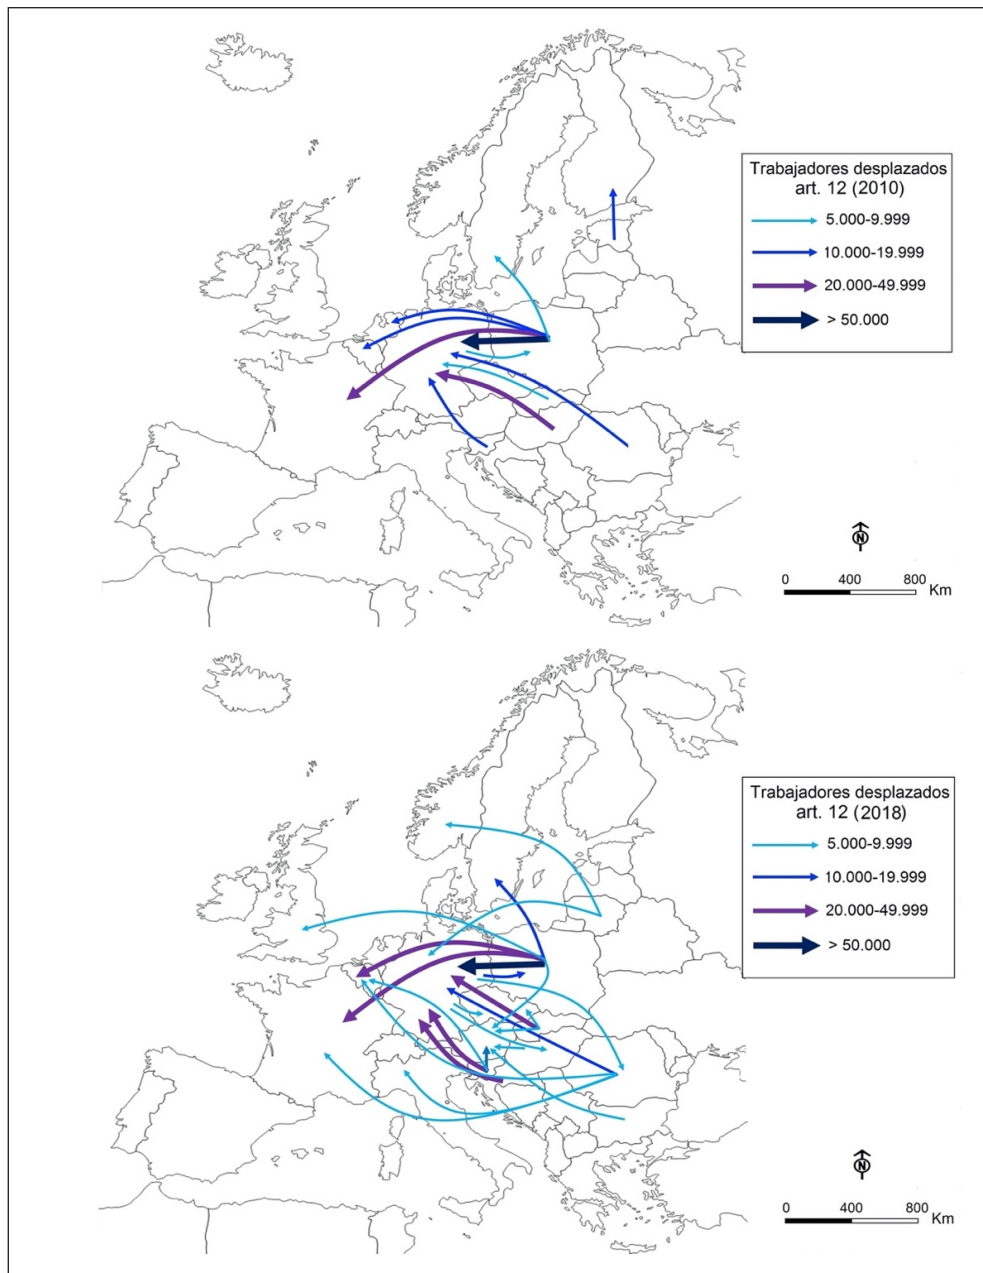 Trabajadores desplazados
art. 12 (2010)
5.000-9.999
10.000-19.999
20.000-49.999
> 50.000
N
0 400 800 Km
Trabajadores desplazados
art. 12 (2018)
5.000-9.999
10.000-19.999
20.000-49.999
> 50.000
N
0 400 800 Km